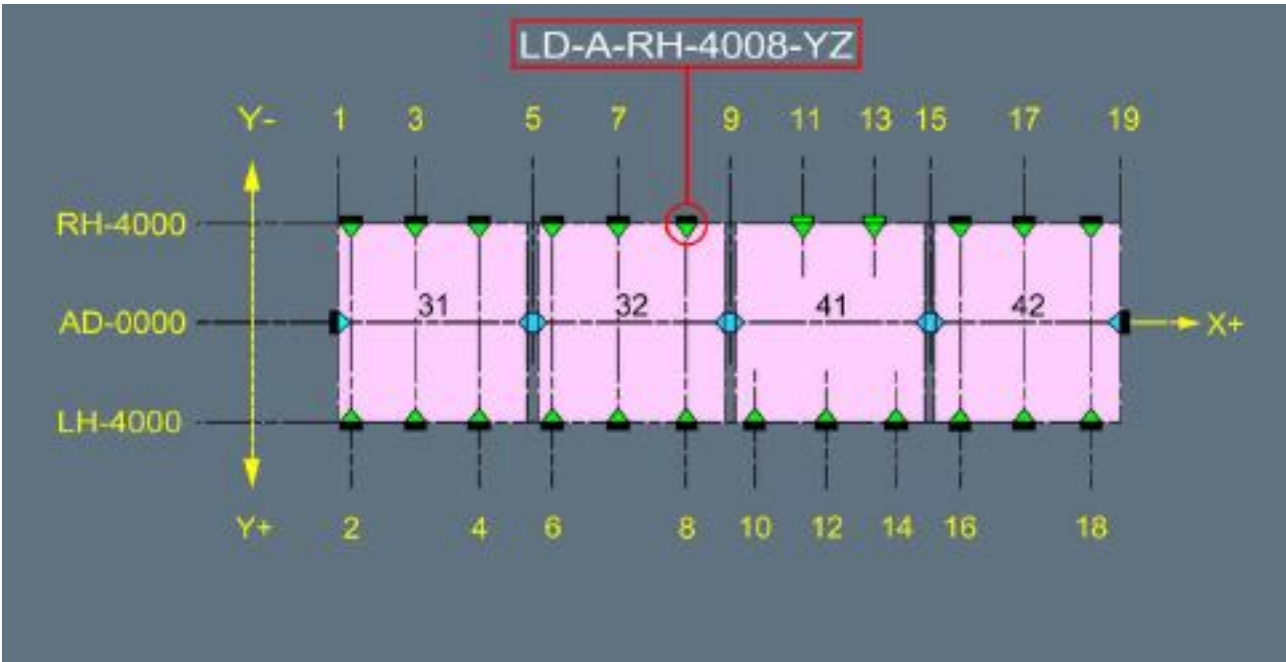 LD-A-RH-4008-YZ
Y- 1 3 5 7 9 11 13 15 17 19
RH-4000
31 32 41 42
AD-0000 X+
LH-4000
Y+ 2 4 6 8 10 12 14 16 18